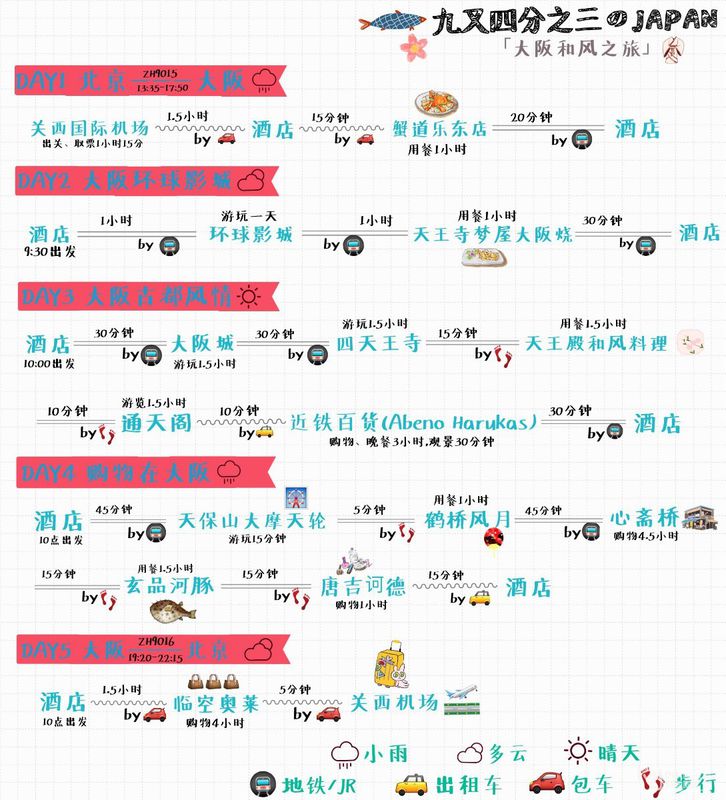 九又四分之三のJAPAN
「大阪和风之旅」
DAY1 北京 ZH9015 13:35-17:50 大阪
关西国际机场 1.5小时 by 酒店 15分钟 by 蟹道乐东店 20分钟 by 酒店
出关、取票1小时15分 用餐1小时
DAY2 大阪环球影城
酒店 1小时 by 游玩一天 环球影城 1小时 by 用餐1小时 天王寺梦屋大阪烧 30分钟 by 酒店
9:30出发
DAY3 大阪古都风情
酒店 30分钟 by 大阪城 30分钟 by 游玩1.5小时 四天王寺 15分钟 by 用餐1.5小时 天王殿和风料理
10:00出发 游玩1.5小时
10分钟 by 游览1.5小时 通天阁 10分钟 by 近铁百货(Abeno Harukas) 30分钟 by 酒店
购物、晚餐3小时,观景30分钟
DAY4 购物在大阪
酒店 45分钟 by 天保山大摩天轮 5分钟 by 用餐1小时 鹤桥风月 45分钟 by 心斋桥
10点出发 游玩15分钟 购物4.5小时
15分钟 by 用餐1.5小时 玄品河豚 15分钟 by 唐吉诃德 15分钟 by 酒店
购物1小时
DAY5 大阪 ZH9016 19:20-22:15 北京
酒店 1.5小时 by 临空奥莱 5分钟 by 关西机场
10点出发 购物4小时
小雨 多云 晴天
地铁/JR 出租车 包车 步行